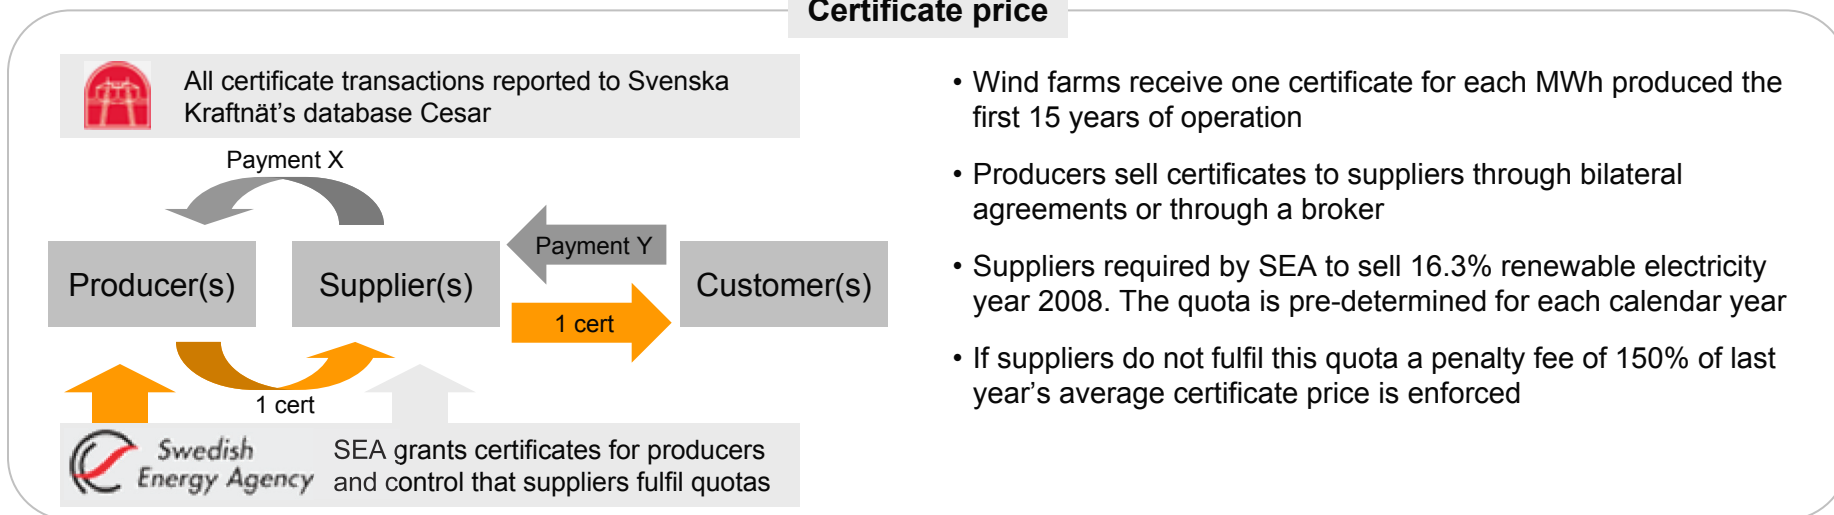 Certificate price
All certificate transactions reported to Svenska
Kraftnät’s database Cesar
Payment X
Producer(s)
Supplier(s)
Payment Y
Customer(s)
1 cert
1 cert
Swedish
Energy Agency
SEA grants certificates for producers
and control that suppliers fulfil quotas
• Wind farms receive one certificate for each MWh produced the
first 15 years of operation
• Producers sell certificates to suppliers through bilateral
agreements or through a broker
• Suppliers required by SEA to sell 16.3% renewable electricity
year 2008. The quota is pre-determined for each calendar year
• If suppliers do not fulfil this quota a penalty fee of 150% of last
year’s average certificate price is enforced